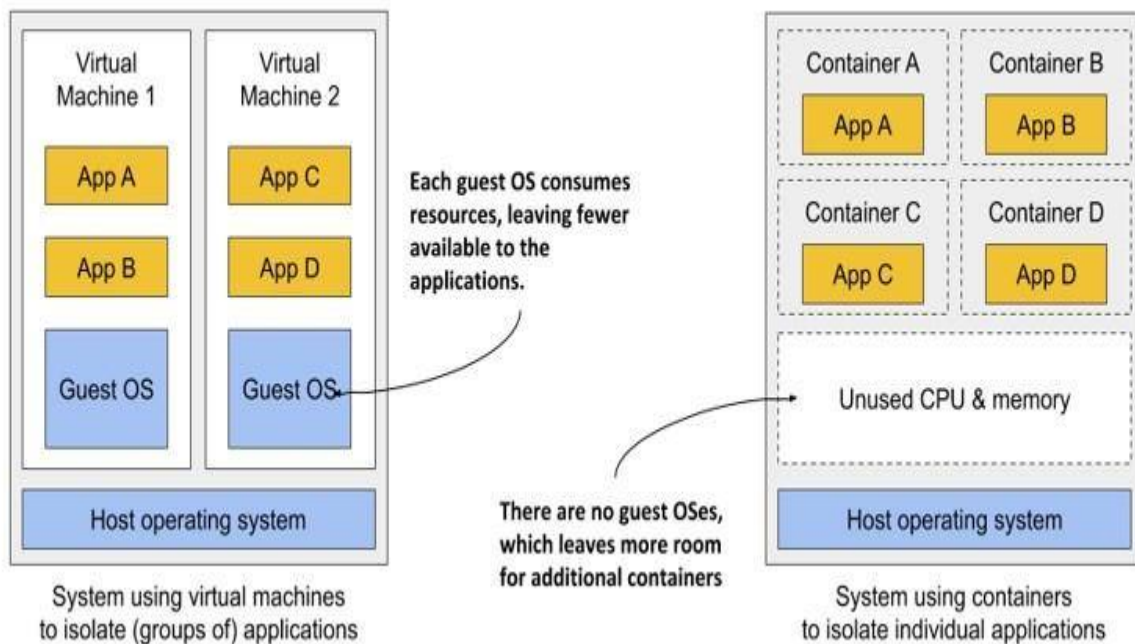 Virtual
Machine 1
App A
App B
Guest OS
Virtual
Machine 2
App C
App D
Guest OS
Host operating system
System using virtual machines
to isolate (groups of) applications
Each guest OS consumes
resources, leaving fewer
available to the
applications.
There are no guest OSes,
which leaves more room
for additional containers
Container A
App A
Container B
App B
Container C
App C
Container D
App D
Unused CPU & memory
Host operating system
System using containers
to isolate individual applications